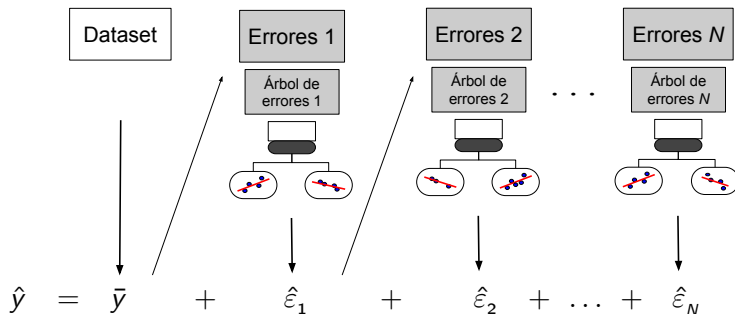 Dataset
Errores 1
Errores 2
Errores N
Árbol de
errores 1
Árbol de
errores 2
. . .
Árbol de
errores N
ŷ = ȳ + ε̂₁ + ε̂₂ + ... + ε̂_N